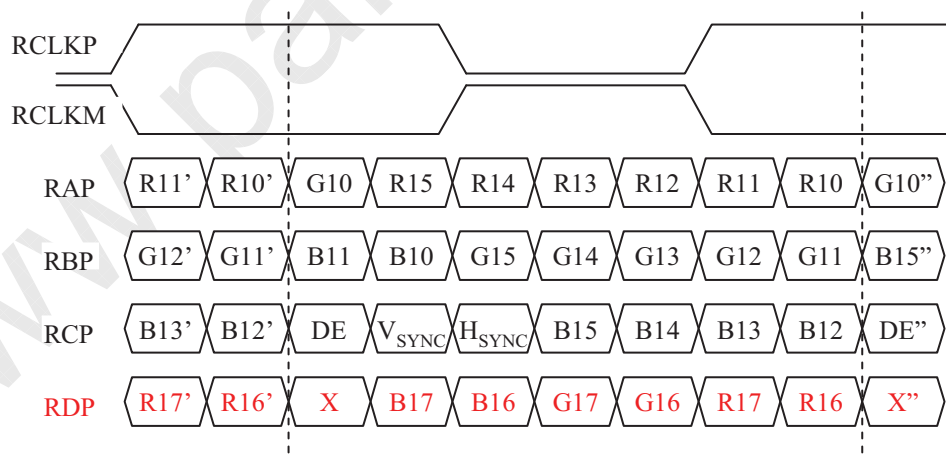 RCLKP
RCLKM
RAP R11’ R10’ G10 R15 R14 R13 R12 R11 R10 G10”
RBP G12’ G11’ B11 B10 G15 G14 G13 G12 G11 B15”
RCP B13’ B12’ DE VSYNC HSYNC B15 B14 B13 B12 DE”
RDP R17’ R16’ X B17 B16 G17 G16 R17 R16 X”
www.pa